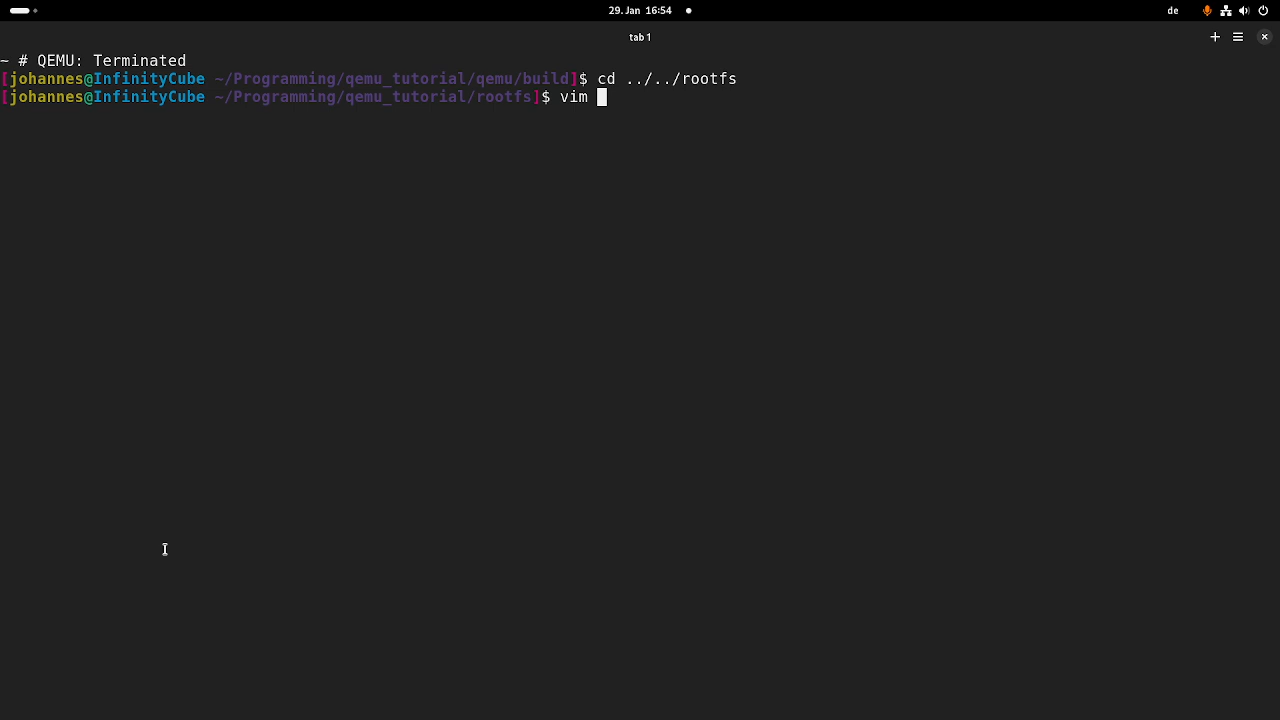 29. Jan 16:54
de
tab 1
~ # QEMU: Terminated
[johannes@InfinityCube ~/Programming/qemu_tutorial/qemu/build]$ cd ../../rootfs
[johannes@InfinityCube ~/Programming/qemu_tutorial/rootfs]$ vim